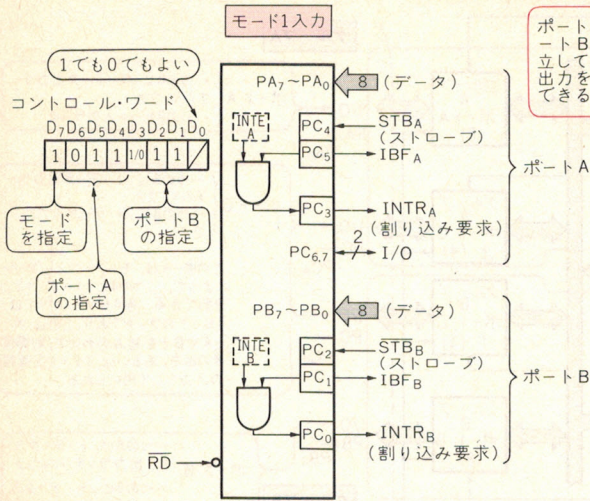 モード1入力
1でも0でもよい
コントロール・ワード
D₇D₆D₅D₄D₃D₂D₁D₀
1 0 1 1 1/0 1 1
モード
を指定
ポートB
の指定
ポートA
の指定
PA₇〜PA₀ 8 (データ)
INTE
A
PC₄ S̅T̅B̅A
(ストローブ)
PC₅ IBFA
PC₃ INTRA
(割り込み要求)
PC₆,₇ 2 I/O
ポートA
PB₇〜PB₀ 8 (データ)
INTE
B
PC₂ S̅T̅B̅B
(ストローブ)
PC₁ IBFB
PC₀ INTRB
(割り込み要求)
ポートB
R̅D̅
ポート
ートB
立して
出力を
できる